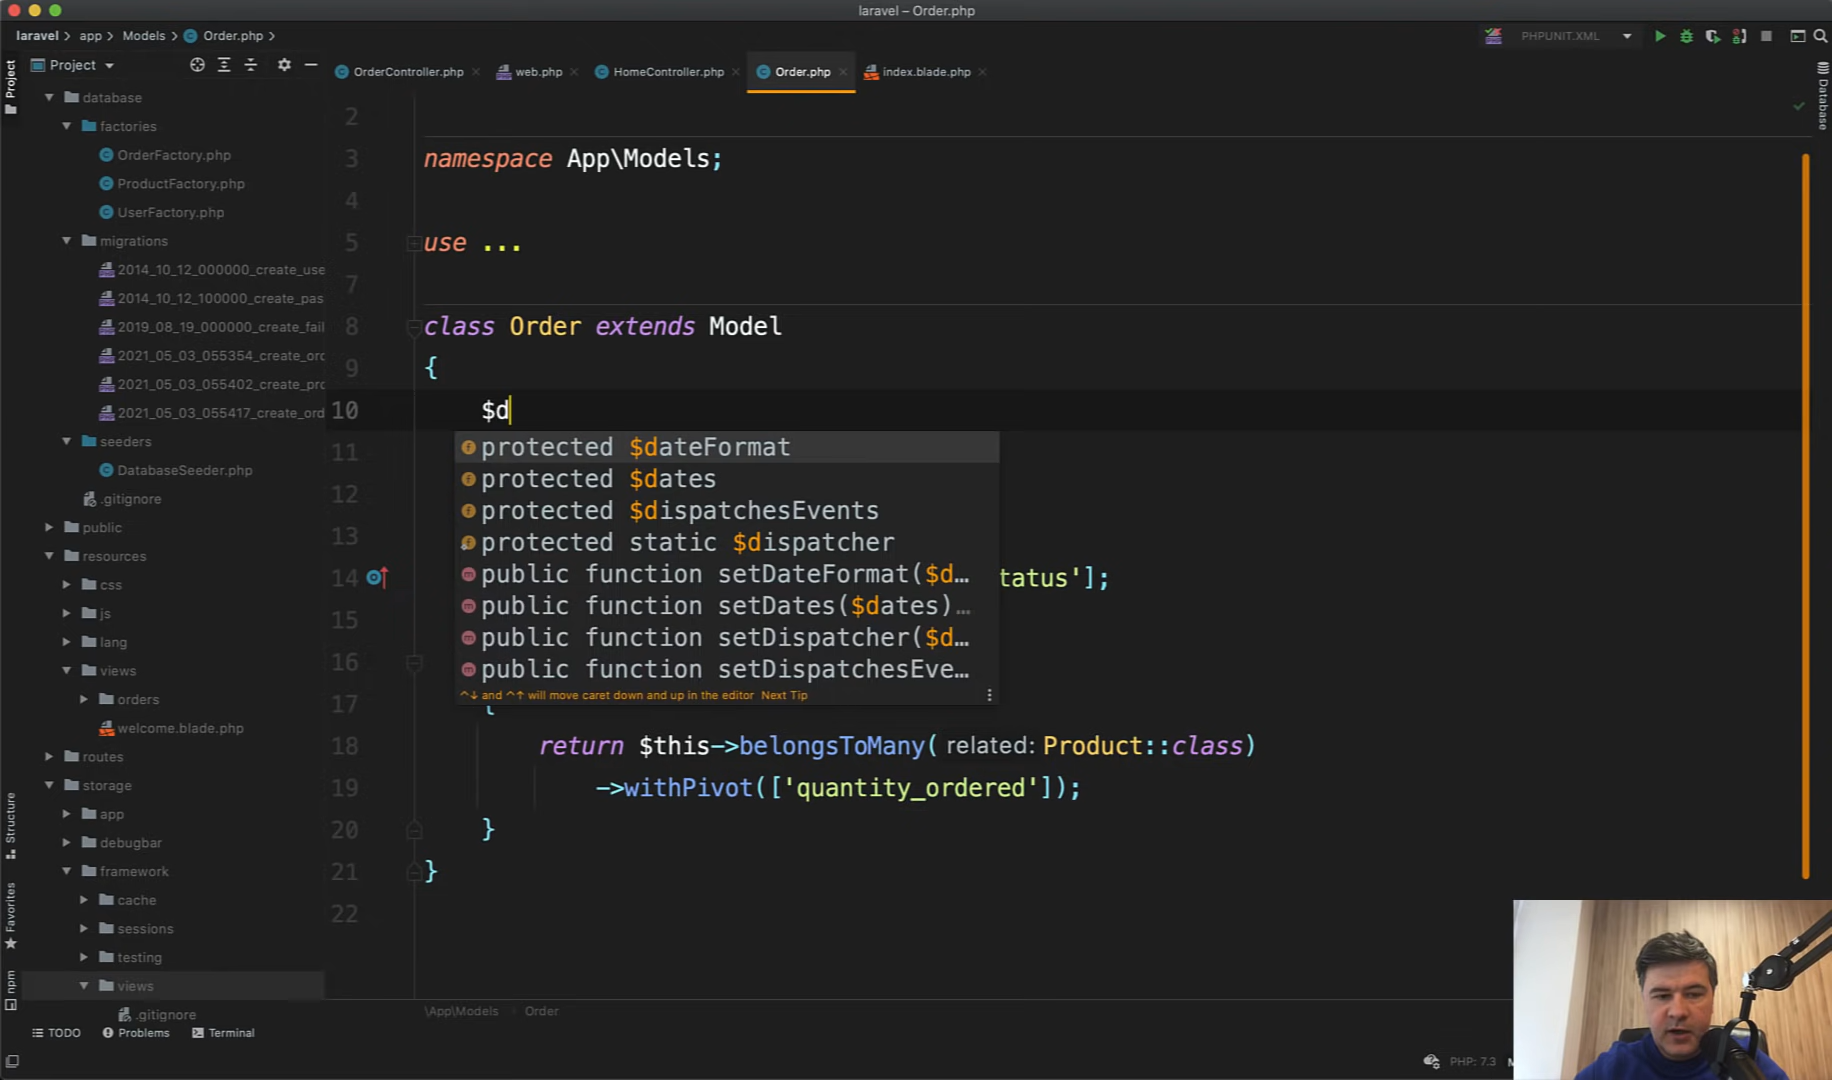 laravel – Order.php
laravel app Models Order.php
PHPUNIT.XML
Project
OrderController.php web.php HomeController.php Order.php index.blade.php
Project
Database
database
factories
OrderFactory.php
ProductFactory.php
UserFactory.php
migrations
2014_10_12_000000_create_use
2014_10_12_100000_create_pas
2019_08_19_000000_create_fail
2021_05_03_055354_create_ord
2021_05_03_055402_create_pro
2021_05_03_055417_create_ord
seeders
DatabaseSeeder.php
.gitignore
public
resources
css
js
lang
views
orders
welcome.blade.php
routes
storage
app
debugbar
framework
cache
sessions
testing
views
.gitignore
Structure
Favorites
npm
2
3 namespace App\Models;
4
5 use ...
7
8 class Order extends Model
9 {
10 $d
11 protected $dateFormat
protected $dates
12 protected $dispatchesEvents
13 protected static $dispatcher
14 public function setDateFormat($d… tatus'];
15 public function setDates($dates)…
public function setDispatcher($d…
16 public function setDispatchesEve…
^↓ and ^↑ will move caret down and up in the editor Next Tip
17 {
18 return $this->belongsToMany( related: Product::class)
19 ->withPivot(['quantity_ordered']);
20 }
21 }
22
\App\Models Order
TODO Problems Terminal
PHP: 7.3